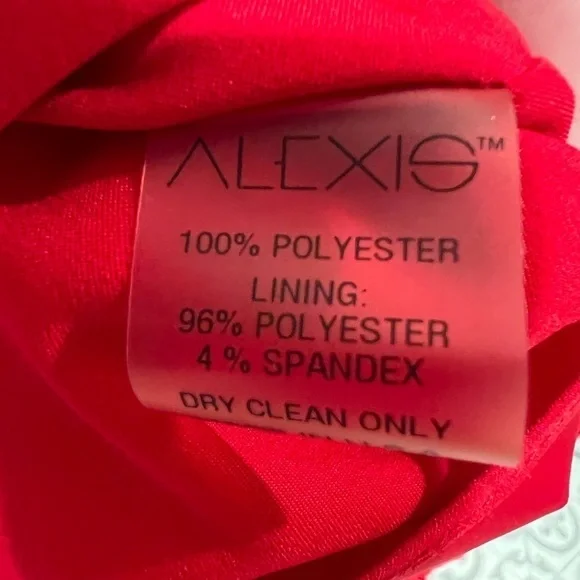 ALEXIS™
100% POLYESTER
LINING:
96% POLYESTER
4 % SPANDEX
DRY CLEAN ONLY